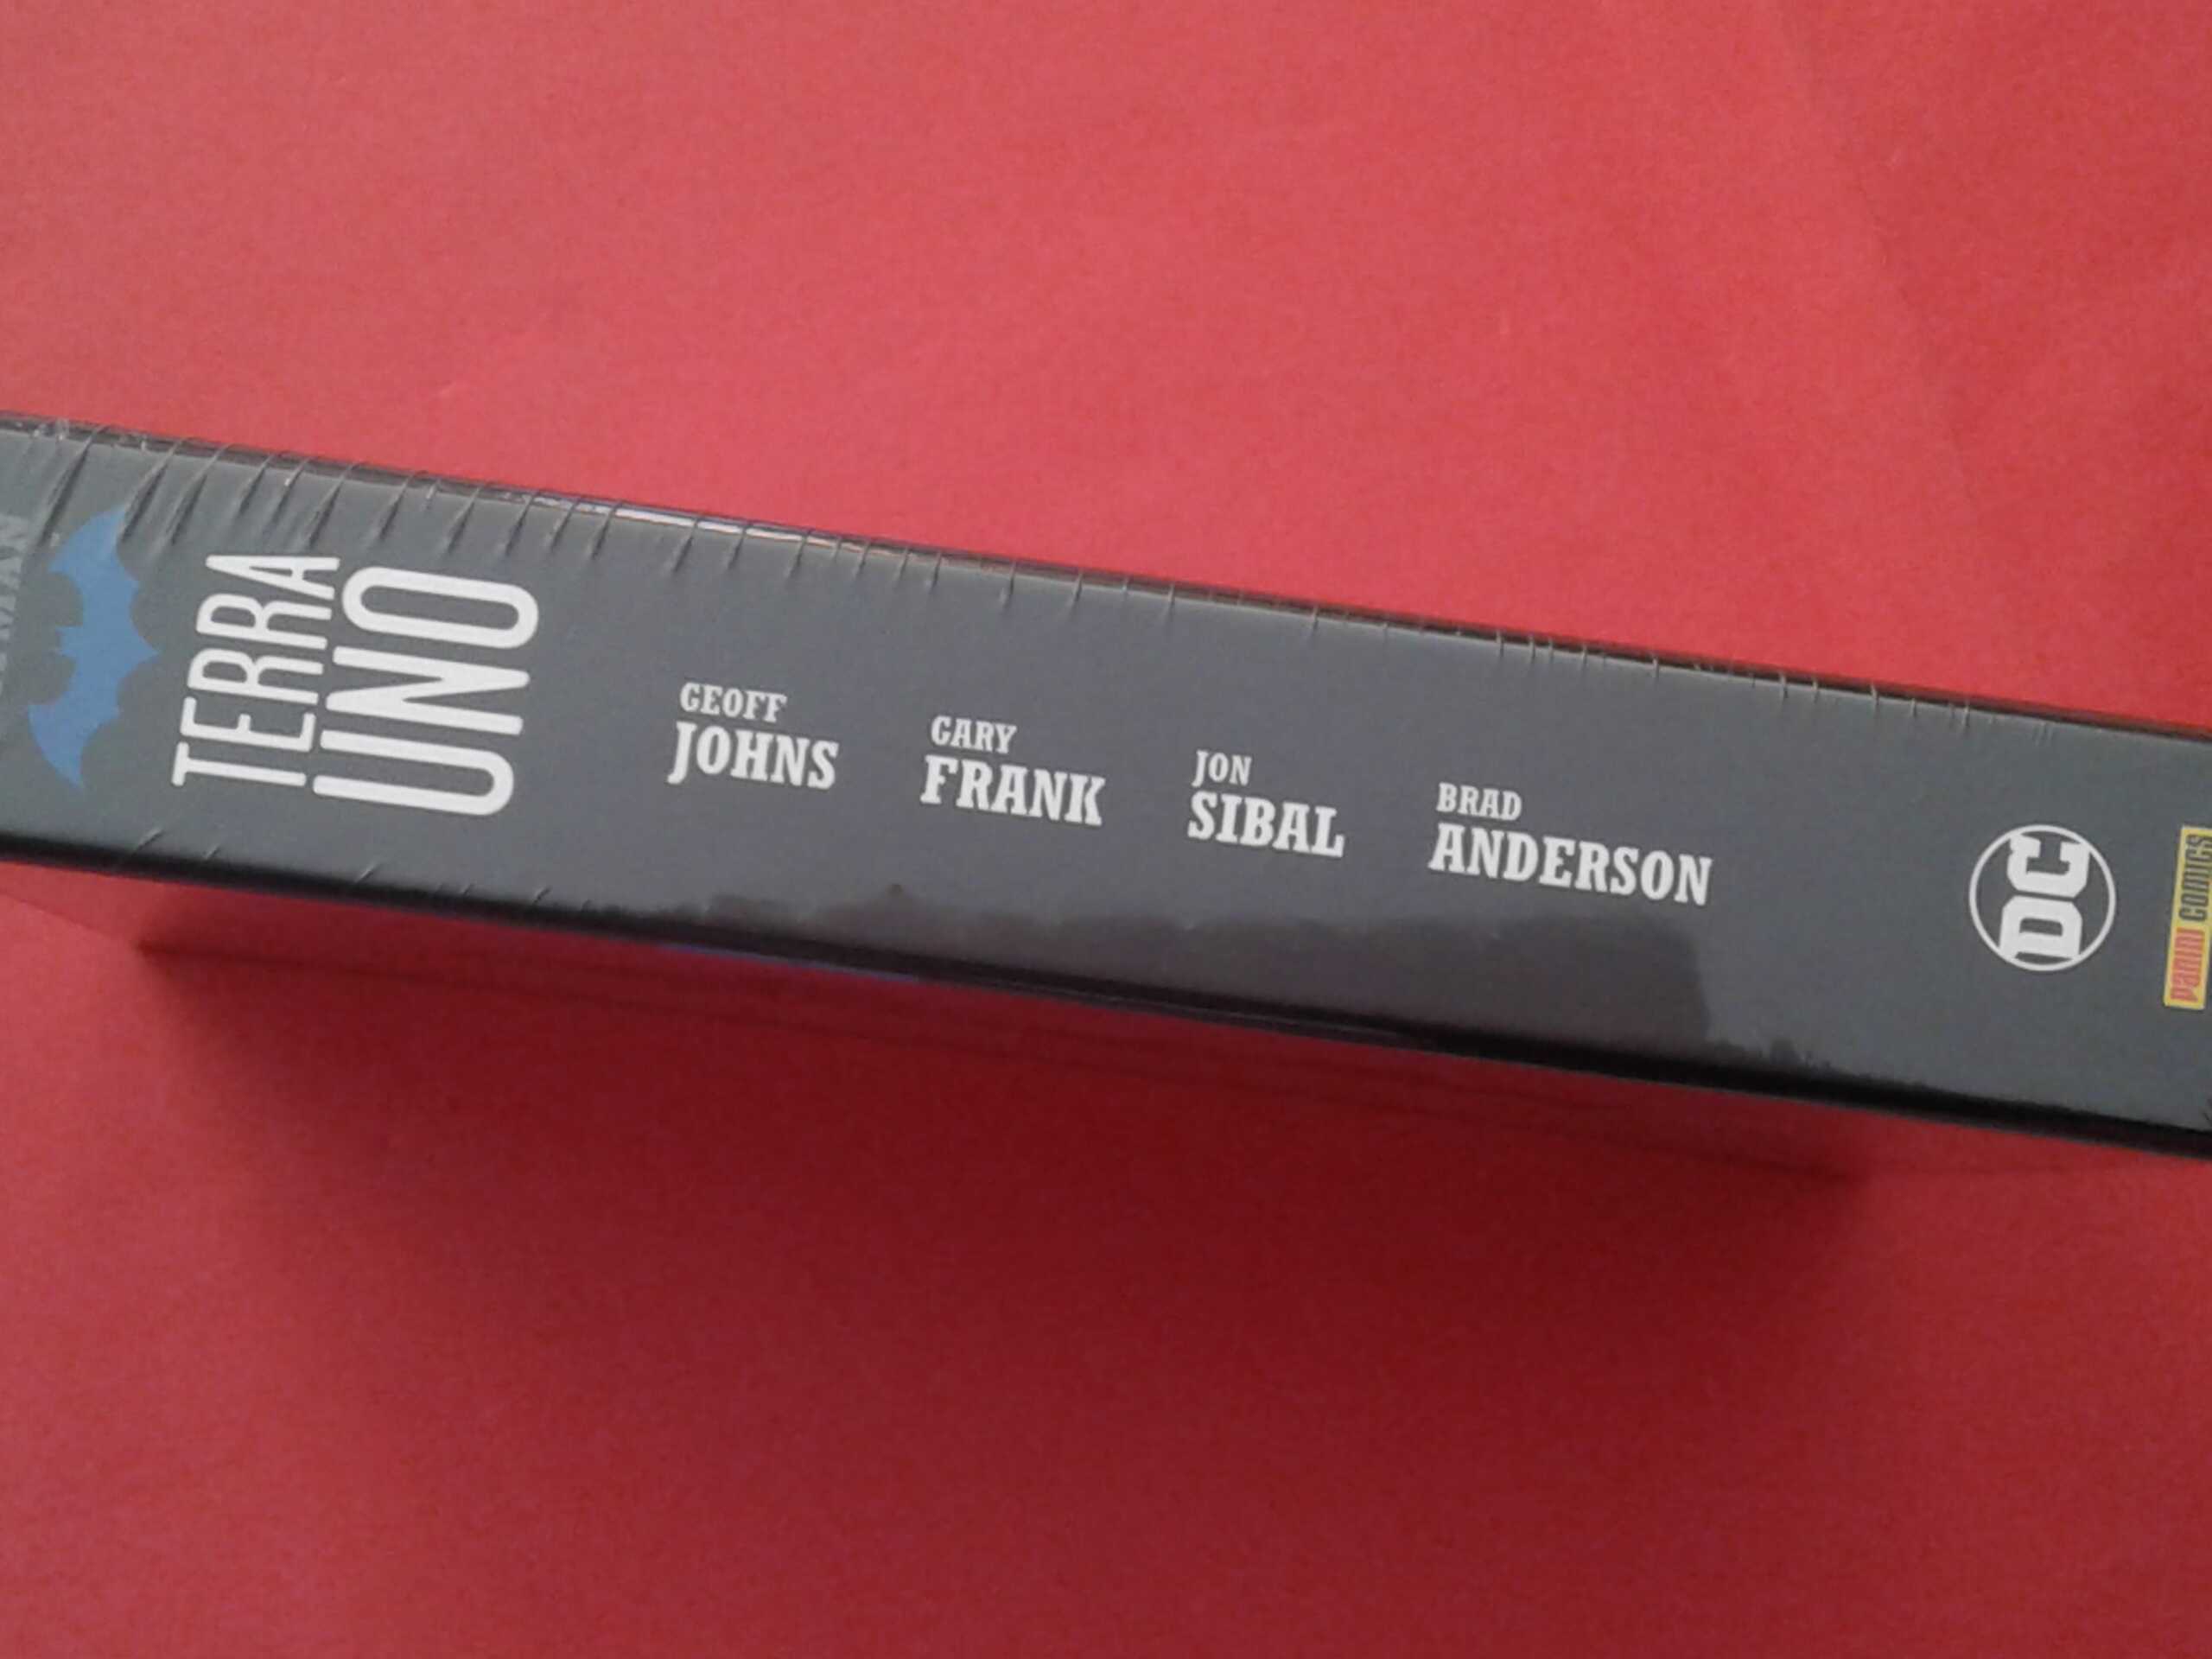 TERRA
UNO
GEOFF
JOHNS
GARY
FRANK
JON
SIBAL
BRAD
ANDERSON
DC
PANINI COMICS